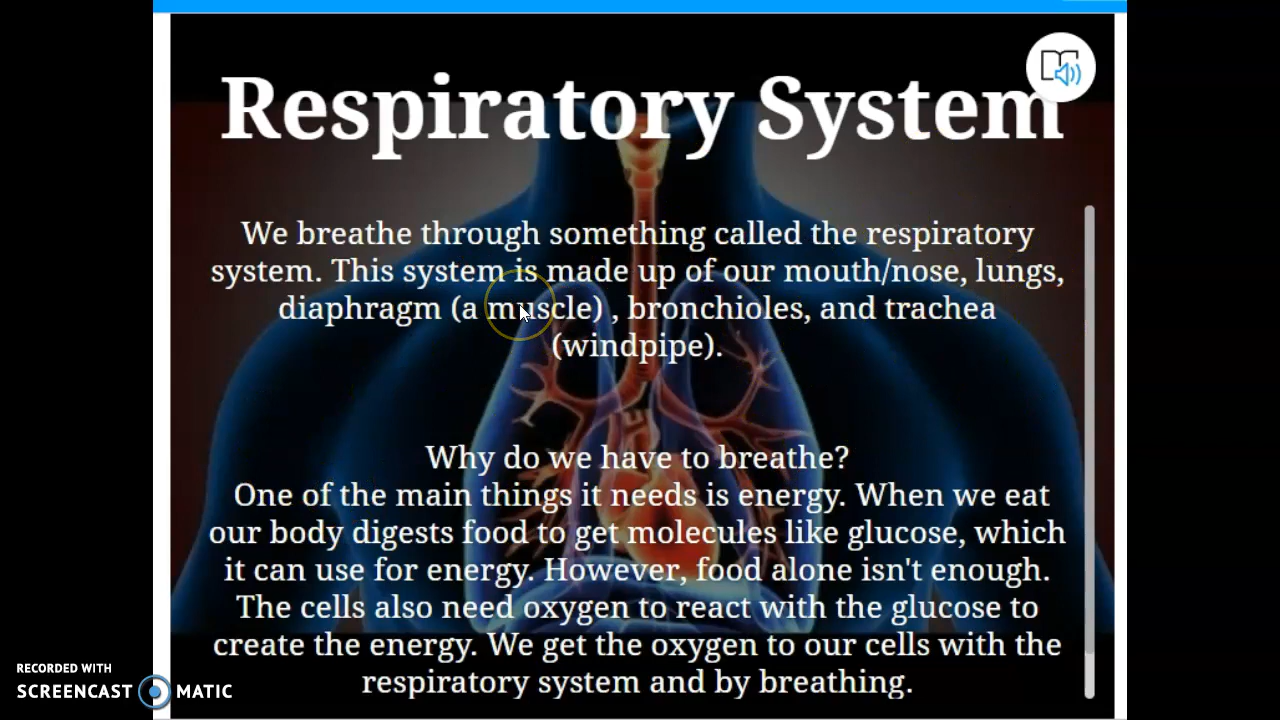 Respiratory System
We breathe through something called the respiratory
system. This system is made up of our mouth/nose, lungs,
diaphragm (a muscle) , bronchioles, and trachea
(windpipe).
Why do we have to breathe?
One of the main things it needs is energy. When we eat
our body digests food to get molecules like glucose, which
it can use for energy. However, food alone isn't enough.
The cells also need oxygen to react with the glucose to
create the energy. We get the oxygen to our cells with the
respiratory system and by breathing.
RECORDED WITH
SCREENCAST MATIC